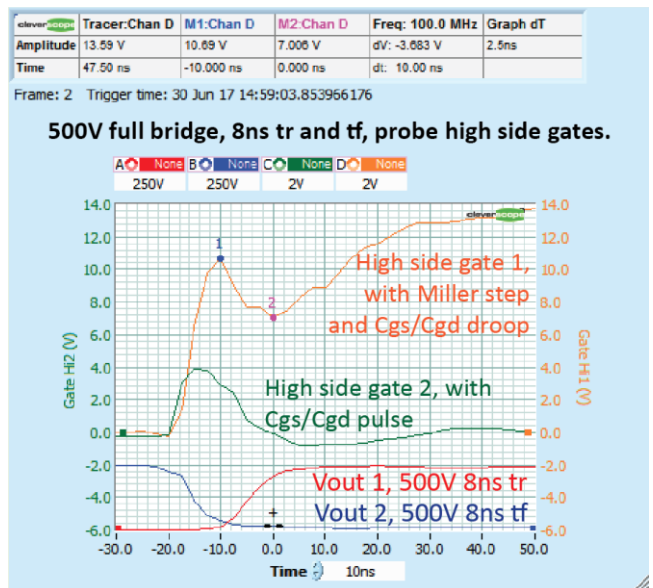 cleverscope Tracer:Chan D M1:Chan D M2:Chan D Freq: 100.0 MHz Graph dT
Amplitude 13.59 V 10.69 V 7.006 V dV: -3.683 V 2.5ns
Time 47.50 ns -10.000 ns 0.000 ns dt: 10.00 ns
Frame: 2 Trigger time: 30 Jun 17 14:59:03.853966176
500V full bridge, 8ns tr and tf, probe high side gates.
A None B None C None D None
250V 250V 2V 2V
14.0 14.0
cleverscope
12.0 12.0
1
10.0 10.0
High side gate 1,
with Miller step
and Cgs/Cgd droop
8.0 8.0
2
6.0 6.0
4.0 4.0
High side gate 2, with
Cgs/Cgd pulse
2.0 2.0
0.0 0.0
-2.0 -2.0
Vout 1, 500V 8ns tr
-4.0 -4.0
Vout 2, 500V 8ns tf
-6.0 -6.0
Gate Hi2 (V)
Gate Hi1 (V)
-30.0 -20.0 -10.0 0.0 10.0 20.0 30.0 40.0 50.0
Time 10ns